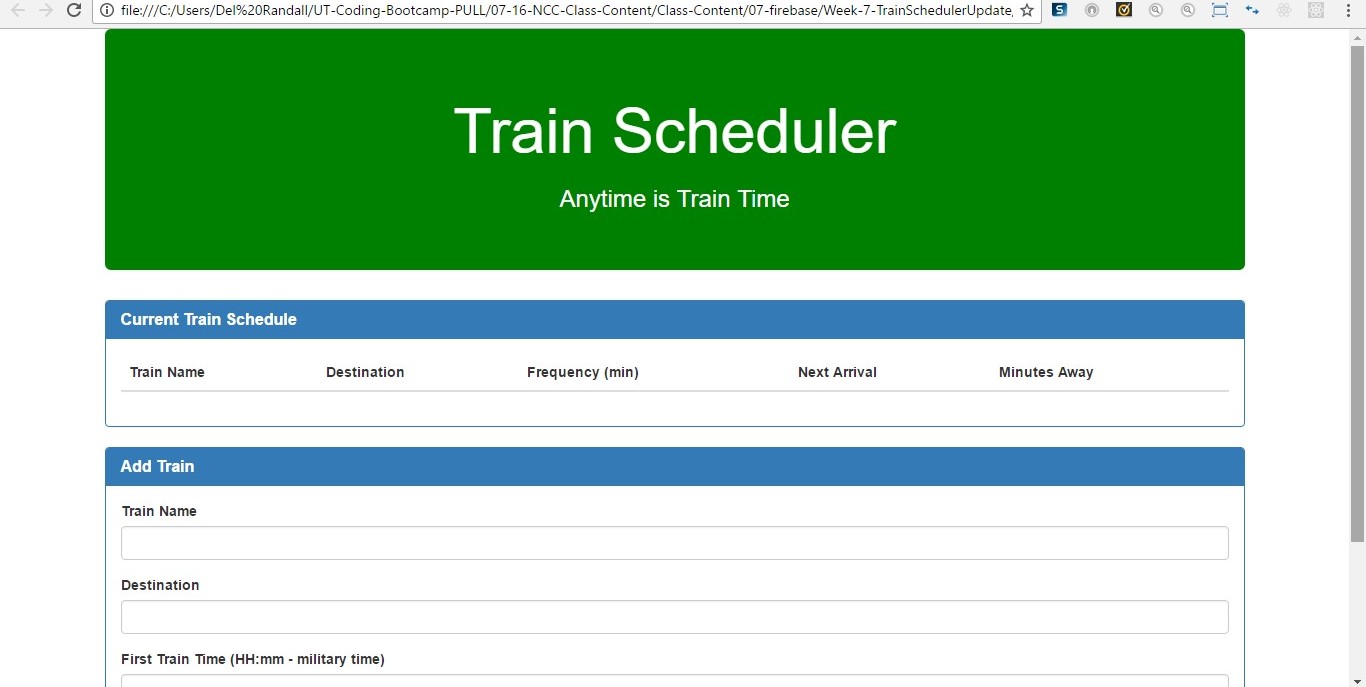 file:///C:/Users/Del%20Randall/UT-Coding-Bootcamp-PULL/07-16-NCC-Class-Content/Class-Content/07-firebase/Week-7-TrainSchedulerUpdate,
Train Scheduler
Anytime is Train Time
Current Train Schedule
Train Name Destination Frequency (min) Next Arrival Minutes Away
Add Train
Train Name
Destination
First Train Time (HH:mm - military time)